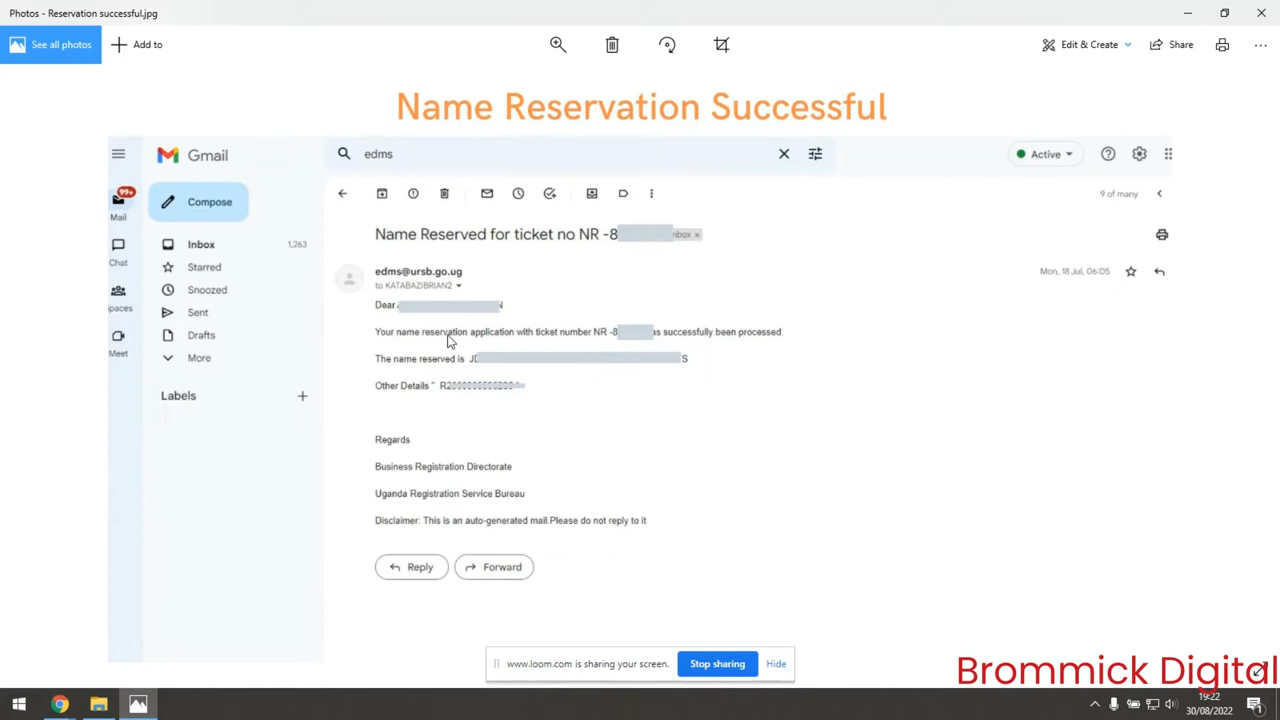 Photos - Reservation successful.jpg
See all photos
Add to
Edit & Create
Share
Name Reservation Successful
Gmail
edms
Active
99+
Mail
Compose
9 of many
Name Reserved for ticket no NR -8
Inbox
1,263
Chat
Starred
edms@ursb.go.ug
to KATABAZIBRIAN2
Mon, 18 Jul, 06:05
Snoozed
Dear
paces
Sent
Your name reservation application with ticket number NR -8 as successfully been processed.
Drafts
Meet
More
The name reserved is
Other Details
Labels
Regards
Business Registration Directorate
Uganda Registration Service Bureau
Disclaimer: This is an auto-generated mail.Please do not reply to it
Reply
Forward
www.loom.com is sharing your screen.
Stop sharing
Hide
Brommick Digital
19:22
30/08/2022